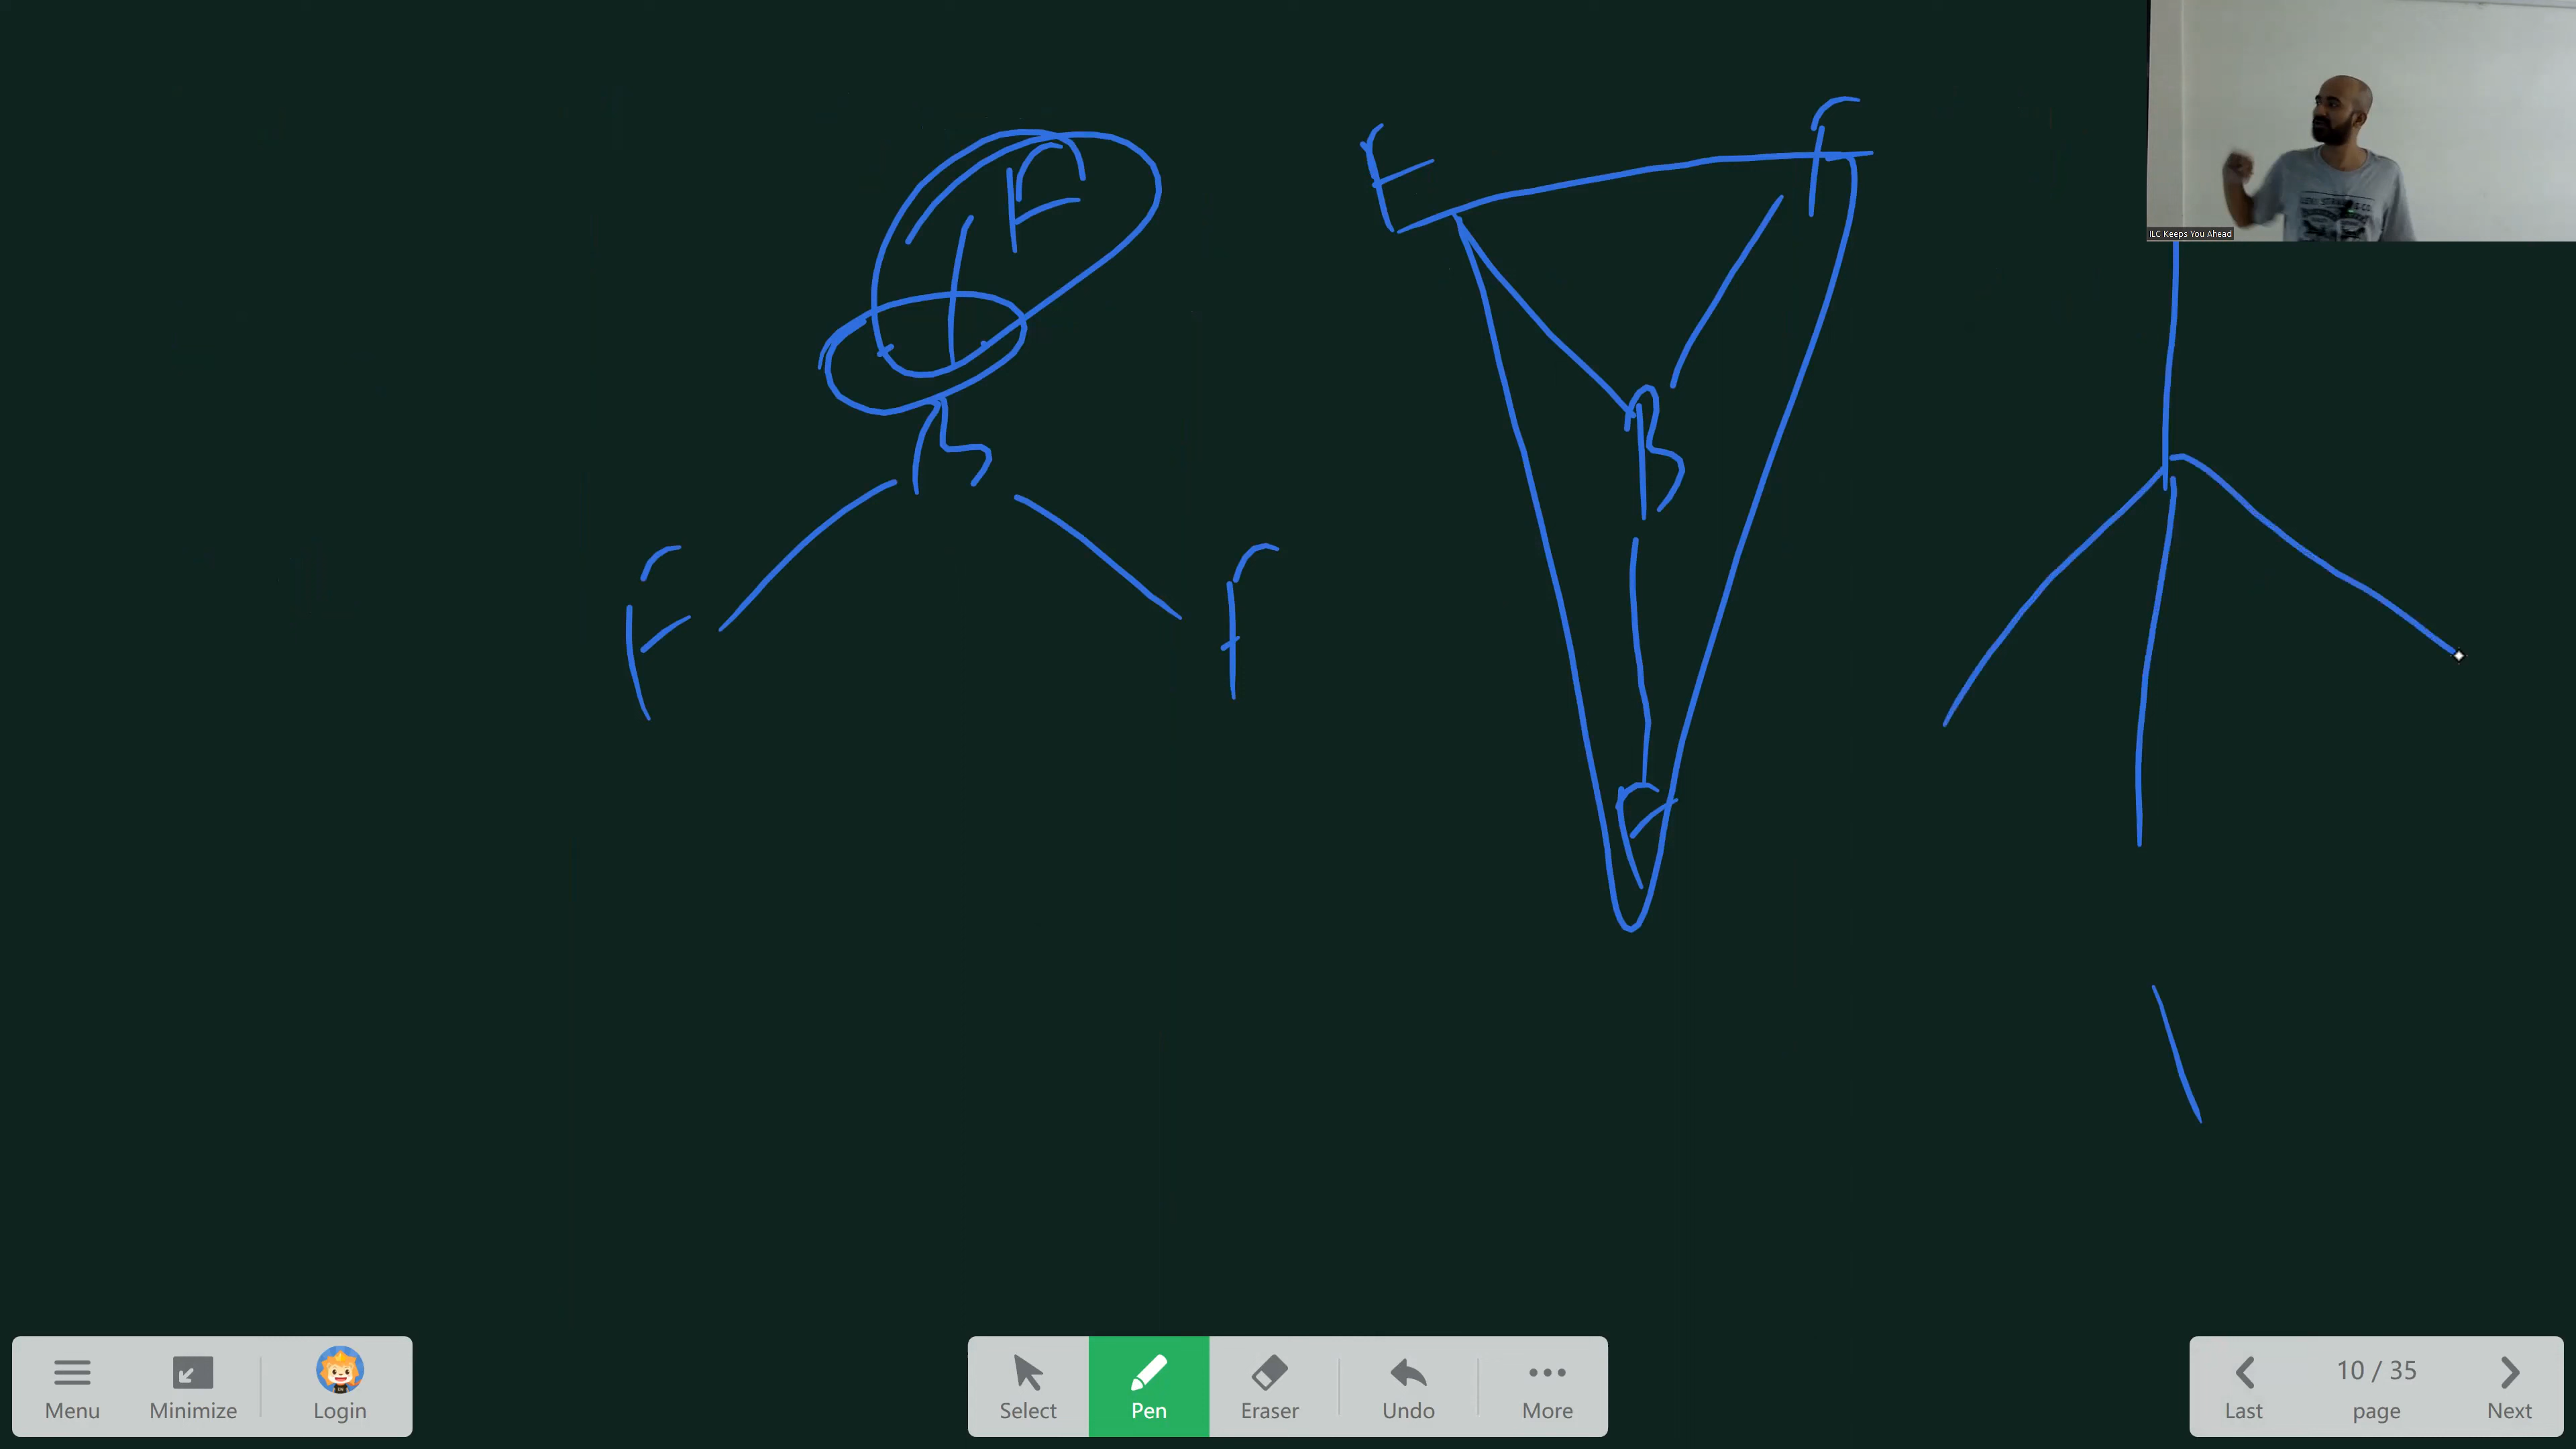 F F
F
ILC Keeps You Ahead
B
B
F F
F
Menu Minimize Login Select Pen Eraser Undo More Last 10 / 35 page Next